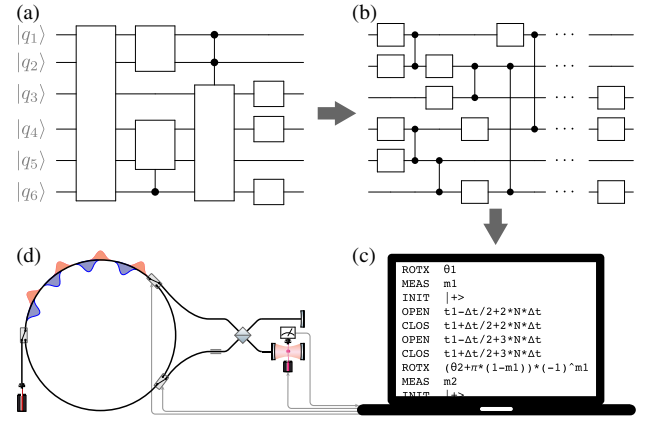 (a)
|q1⟩
|q2⟩
|q3⟩
|q4⟩
|q5⟩
|q6⟩
(b)
...
...
...
...
...
...
(d)
(c)
ROTX θ1
MEAS m1
INIT |+>
OPEN t1-Δt/2+2*N*Δt
CLOS t1+Δt/2+2*N*Δt
OPEN t1-Δt/2+3*N*Δt
CLOS t1+Δt/2+3*N*Δt
ROTX (θ2+π*(1-m1))*(-1)^m1
MEAS m2
INIT |+>